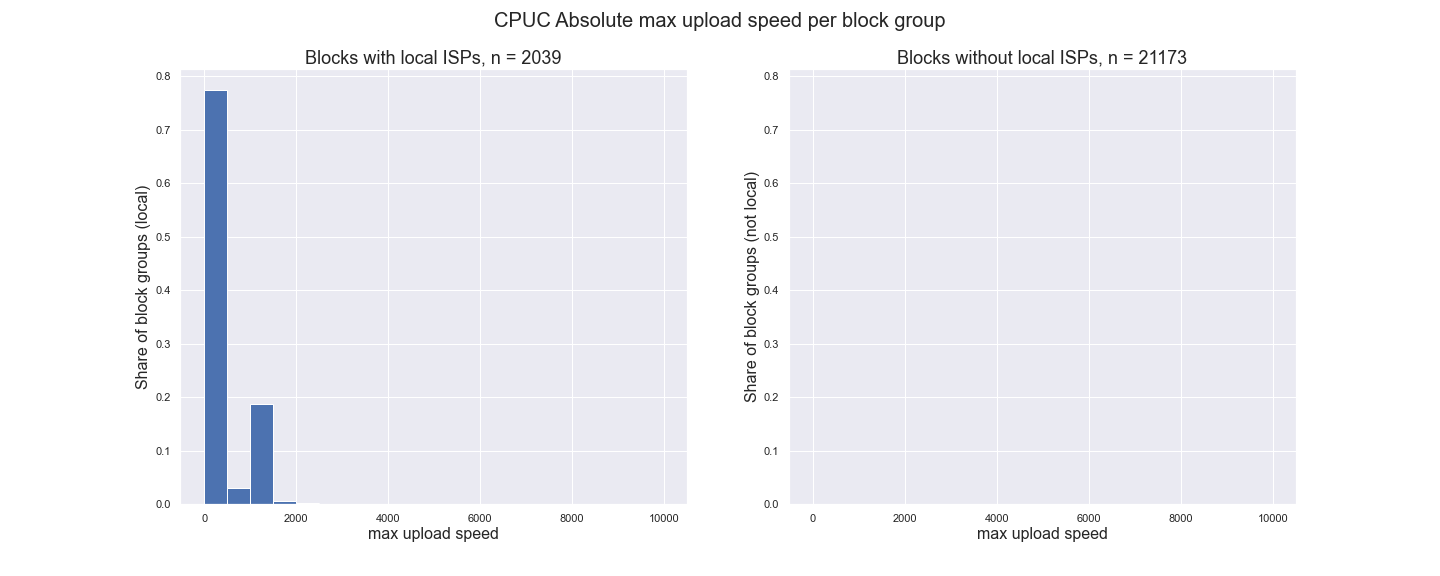 CPUC Absolute max upload speed per block group
Blocks with local ISPs, n = 2039
Share of block groups (local)
0.8
0.7
0.6
0.5
0.4
0.3
0.2
0.1
0.0
0 2000 4000 6000 8000 10000
max upload speed
Blocks without local ISPs, n = 21173
Share of block groups (not local)
0.8
0.7
0.6
0.5
0.4
0.3
0.2
0.1
0.0
0 2000 4000 6000 8000 10000
max upload speed